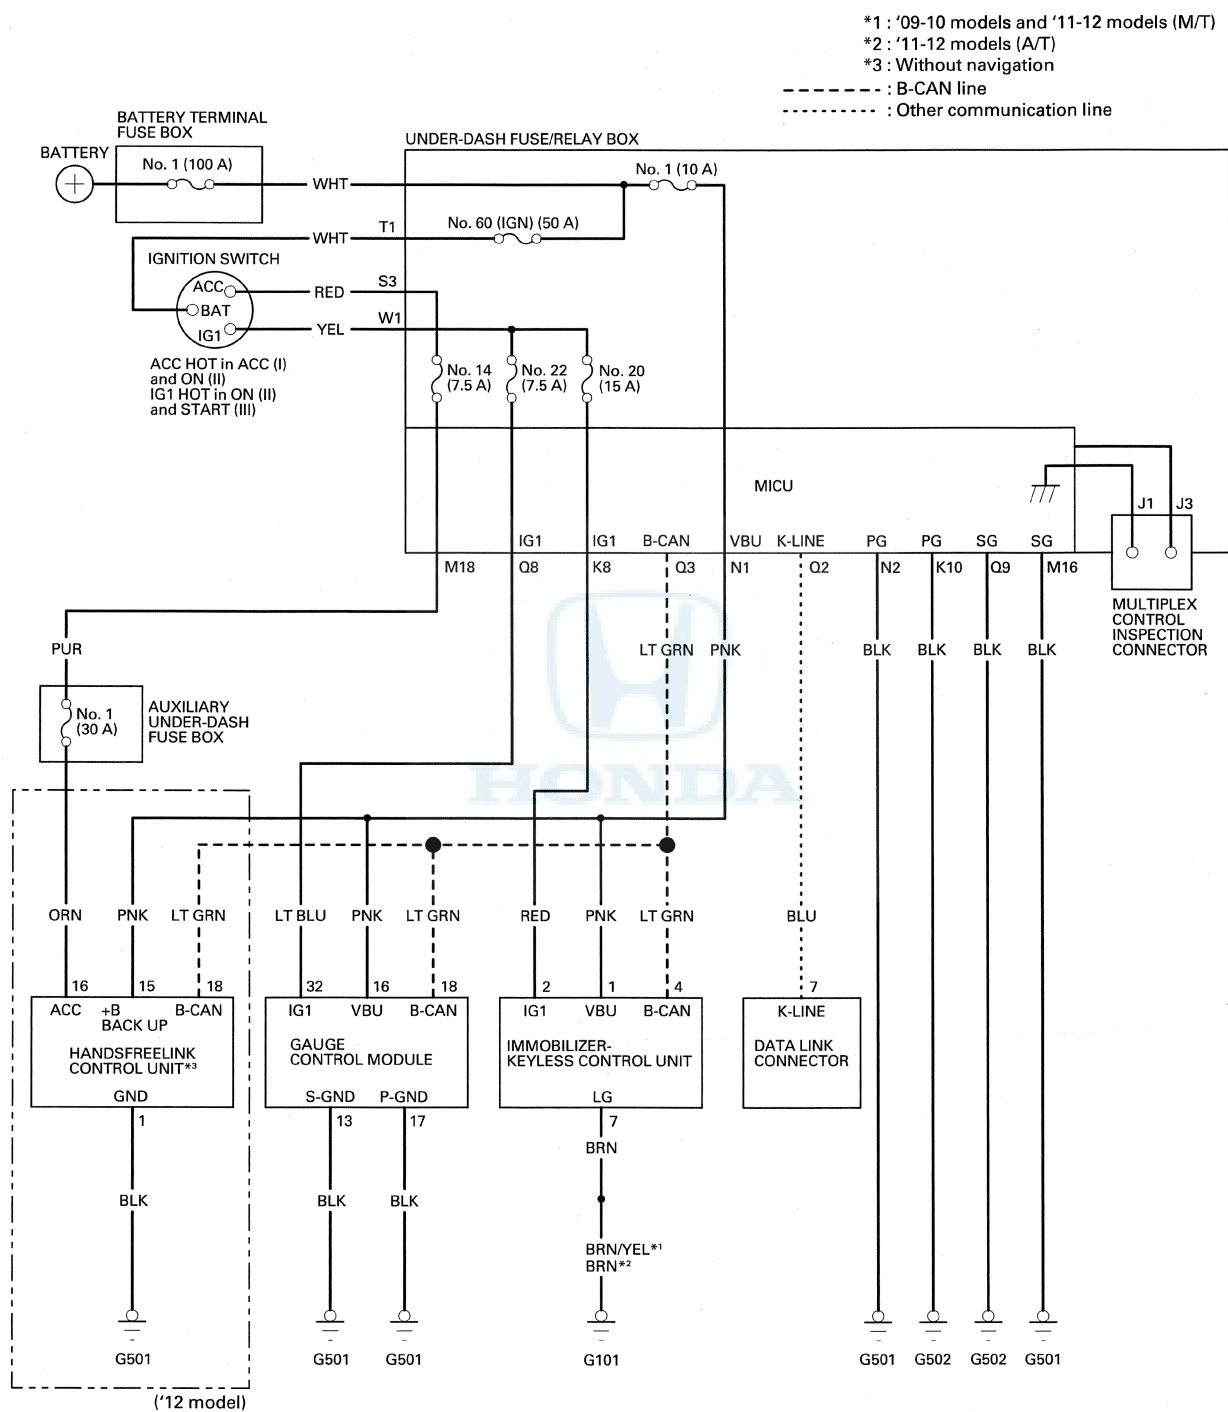 *1 : '09-10 models and '11-12 models (M/T)
*2 : '11-12 models (A/T)
*3 : Without navigation
: B-CAN line
: Other communication line
BATTERY TERMINAL
FUSE BOX
BATTERY
No. 1 (100 A)
WHT
UNDER-DASH FUSE/RELAY BOX
No. 1 (10 A)
T1
WHT
No. 60 (IGN) (50 A)
IGNITION SWITCH
ACC
BAT
IG1
RED
S3
YEL
W1
ACC HOT in ACC (I)
and ON (II)
IG1 HOT in ON (II)
and START (III)
No. 14
(7.5 A)
No. 22
(7.5 A)
No. 20
(15 A)
MICU
J1
J3
IG1
IG1
B-CAN
VBU
K-LINE
PG
PG
SG
SG
M18
Q8
K8
Q3
N1
Q2
N2
K10
Q9
M16
MULTIPLEX
CONTROL
INSPECTION
CONNECTOR
PUR
LT GRN
PNK
BLK
BLK
BLK
BLK
No. 1
(30 A)
AUXILIARY
UNDER-DASH
FUSE BOX
HONDA
ORN
PNK
LT GRN
LT BLU
PNK
LT GRN
RED
PNK
LT GRN
BLU
16
15
18
32
16
18
2
1
4
7
ACC
+B
BACK UP
B-CAN
IG1
VBU
B-CAN
IG1
VBU
B-CAN
K-LINE
HANDSFREELINK
CONTROL UNIT*3
GAUGE
CONTROL MODULE
IMMOBILIZER-
KEYLESS CONTROL UNIT
DATA LINK
CONNECTOR
GND
S-GND
P-GND
LG
1
13
17
7
BRN
BLK
BLK
BLK
BRN/YEL*1
BRN*2
G501
G501
G501
G101
G501
G502
G502
G501
('12 model)